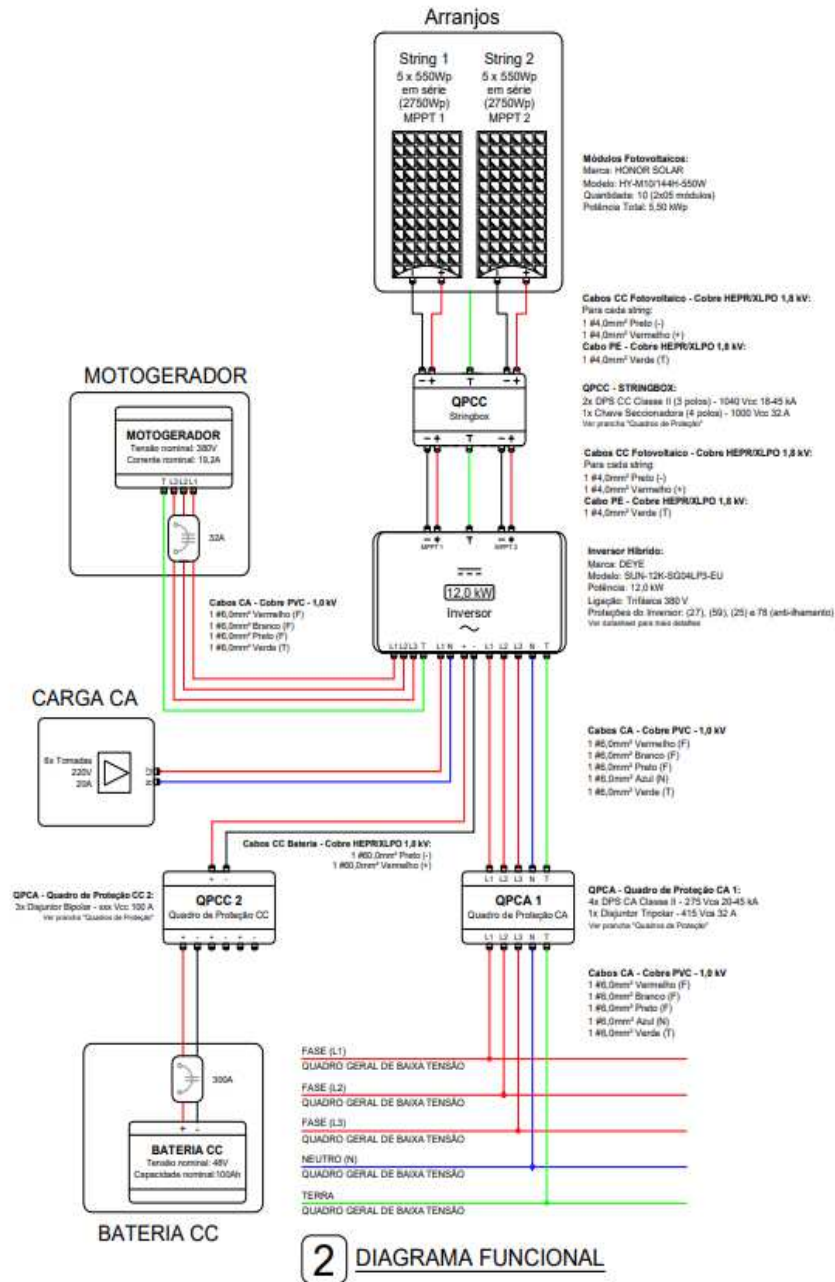 Arranjos
String 1
5 x 550Wp
em série
(2750Wp)
MPPT 1
String 2
5 x 550Wp
em série
(2750Wp)
MPPT 2
Módulos Fotovoltaicos:
Marca: HONOR SOLAR
Modelo: HY-M10/144H-550W
Quantidade: 10 (2x05 módulos)
Potência Total: 5,50 kWp
- +
- +
Cabos CC Fotovoltaico - Cobre HEPR/XLPO 1,8 kV:
Para cada string:
1 #4,0mm² Preto (-)
1 #4,0mm² Vermelho (+)
Cabo PE - Cobre HEPR/XLPO 1,8 kV:
1 #4,0mm² Verde (T)
- + T - +
QPCC
Stringbox
- + T - +
QPCC - STRINGBOX:
2x DPS CC Classe II (3 polos) - 1040 Vcc 18-45 kA
1x Chave Seccionadora (4 polos) - 1000 Vcc 32 A
Ver prancha "Quadros de Proteção"
Cabos CC Fotovoltaico - Cobre HEPR/XLPO 1,8 kV:
Para cada string:
1 #4,0mm² Preto (-)
1 #4,0mm² Vermelho (+)
Cabo PE - Cobre HEPR/XLPO 1,8 kV:
1 #4,0mm² Verde (T)
MOTOGERADOR
MOTOGERADOR
Tensão nominal: 380V
Corrente nominal: 19,2A
T L3 L2 L1
32A
Cabos CA - Cobre PVC - 1,0 kV
1 #6,0mm² Vermelho (F)
1 #6,0mm² Branco (F)
1 #6,0mm² Preto (F)
1 #6,0mm² Verde (T)
- + T - +
MPPT 1
MPPT 2
12,0 kW
Inversor
L1 L2 L3 T L1 N + - L1 L2 L3 N T
Inversor Híbrido:
Marca: DEYE
Modelo: SUN-12K-SG04LP3-EU
Potência: 12,0 kW
Ligação: Trifásica 380 V
Proteções do Inversor: (27), (59), (25) e 78 (anti-ilhamento)
Ver datasheet para mais detalhes
CARGA CA
6x Tomadas
220V
20A
Cabos CA - Cobre PVC - 1,0 kV
1 #6,0mm² Vermelho (F)
1 #6,0mm² Branco (F)
1 #6,0mm² Preto (F)
1 #6,0mm² Azul (N)
1 #6,0mm² Verde (T)
Cabos CC Bateria - Cobre HEPR/XLPO 1,8 kV:
1 #60,0mm² Preto (-)
1 #60,0mm² Vermelho (+)
QPCA - Quadro de Proteção CC 2:
3x Disjuntor Bipolar - xxx Vcc 100 A
Ver prancha "Quadros de Proteção"
+ -
QPCC 2
Quadro de Proteção CC
+ - + - + -
L1 L2 L3 N T
QPCA 1
Quadro de Proteção CA
L1 L2 L3 N T
QPCA - Quadro de Proteção CA 1:
4x DPS CA Classe II - 275 Vca 20-45 kA
1x Disjuntor Tripolar - 415 Vca 32 A
Ver prancha "Quadros de Proteção"
Cabos CA - Cobre PVC - 1,0 kV
1 #6,0mm² Vermelho (F)
1 #6,0mm² Branco (F)
1 #6,0mm² Preto (F)
1 #6,0mm² Azul (N)
1 #6,0mm² Verde (T)
300A
+ -
BATERIA CC
Tensão nominal: 48V
Capacidade nominal:100Ah
BATERIA CC
FASE (L1)
QUADRO GERAL DE BAIXA TENSÃO
FASE (L2)
QUADRO GERAL DE BAIXA TENSÃO
FASE (L3)
QUADRO GERAL DE BAIXA TENSÃO
NEUTRO (N)
QUADRO GERAL DE BAIXA TENSÃO
TERRA
QUADRO GERAL DE BAIXA TENSÃO
2 DIAGRAMA FUNCIONAL